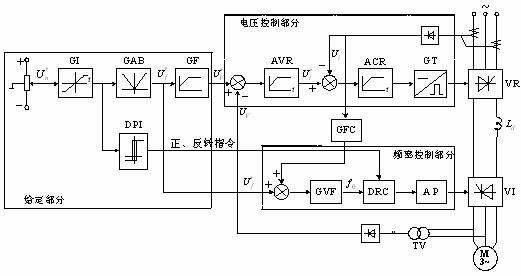 电压控制部分
~
GI
GAB
GF
AVR
ACR
GT
VR
DPI
GFC
正、反转指令
频率控制部分
GVF
f₀
DRC
AP
VI
给定部分
TV
M
3~